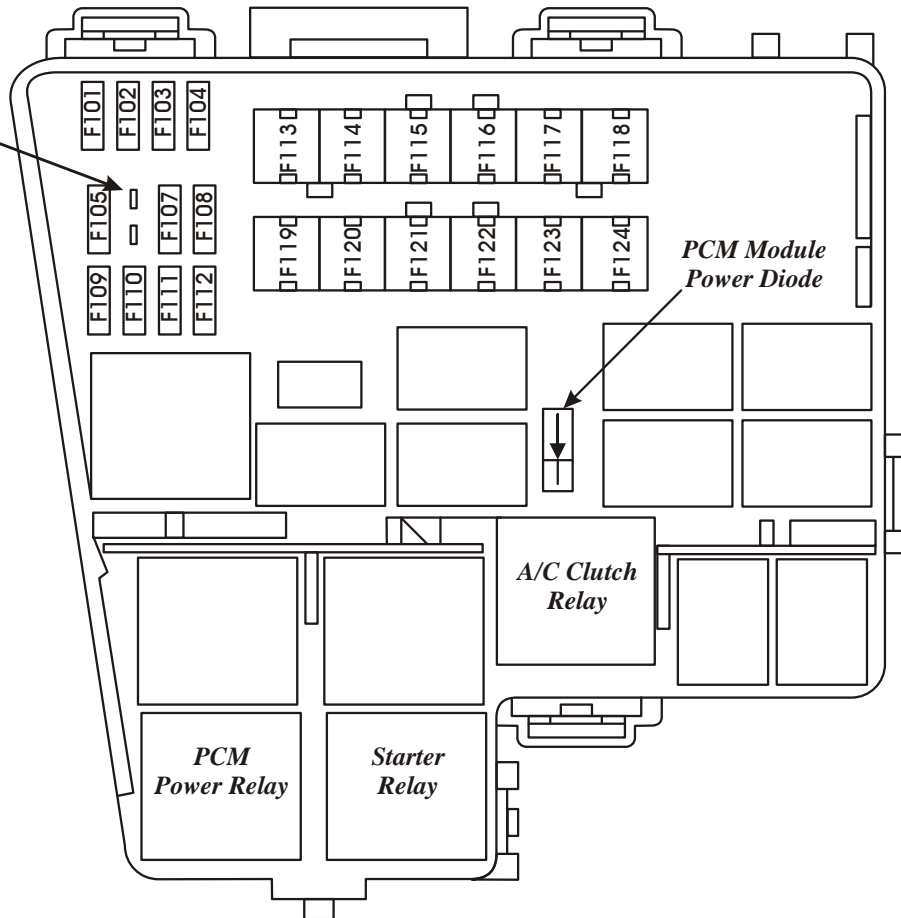 F101 F102 F103 F104
F113 F114 F115 F116 F117 F118
F105 F107 F108
F119 F120 F121 F122 F123 F124
PCM Module
Power Diode
F109 F110 F111 F112
A/C Clutch
Relay
PCM
Power Relay
Starter
Relay